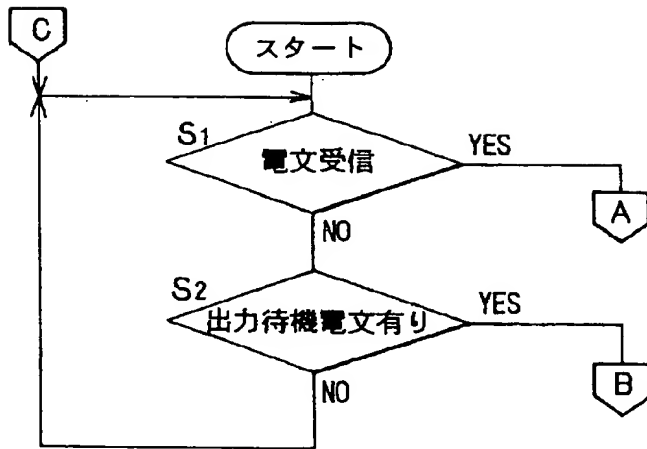 C
スタート
S1
電文受信
YES
A
NO
S2
出力待機電文有り
YES
B
NO